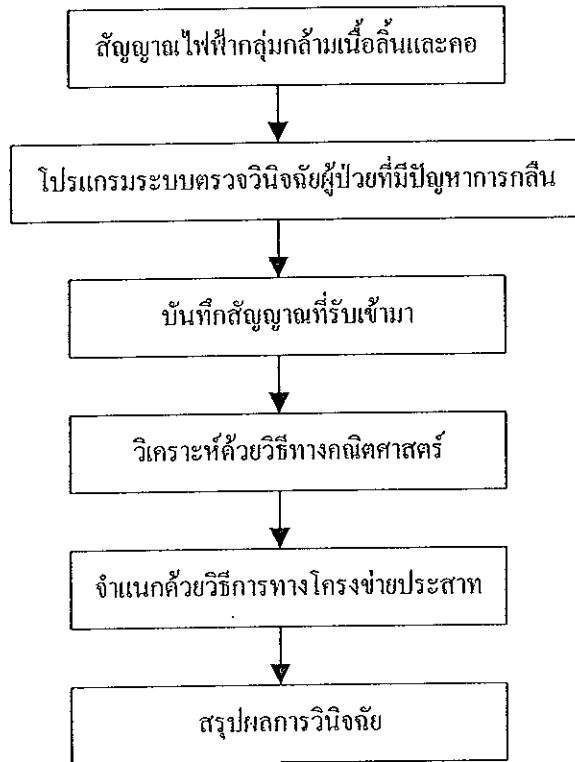 สัญญาณไฟฟ้ากลุ่มกล้ามเนื้อลิ้นและคอ
โปรแกรมระบบตรวจวินิจฉัยผู้ป่วยที่มีปัญหาการกลืน
บันทึกสัญญาณที่รับเข้ามา
วิเคราะห์ด้วยวิธีทางคณิตศาสตร์
จำแนกด้วยวิธีการทางโครงข่ายประสาท
สรุปผลการวินิจฉัย